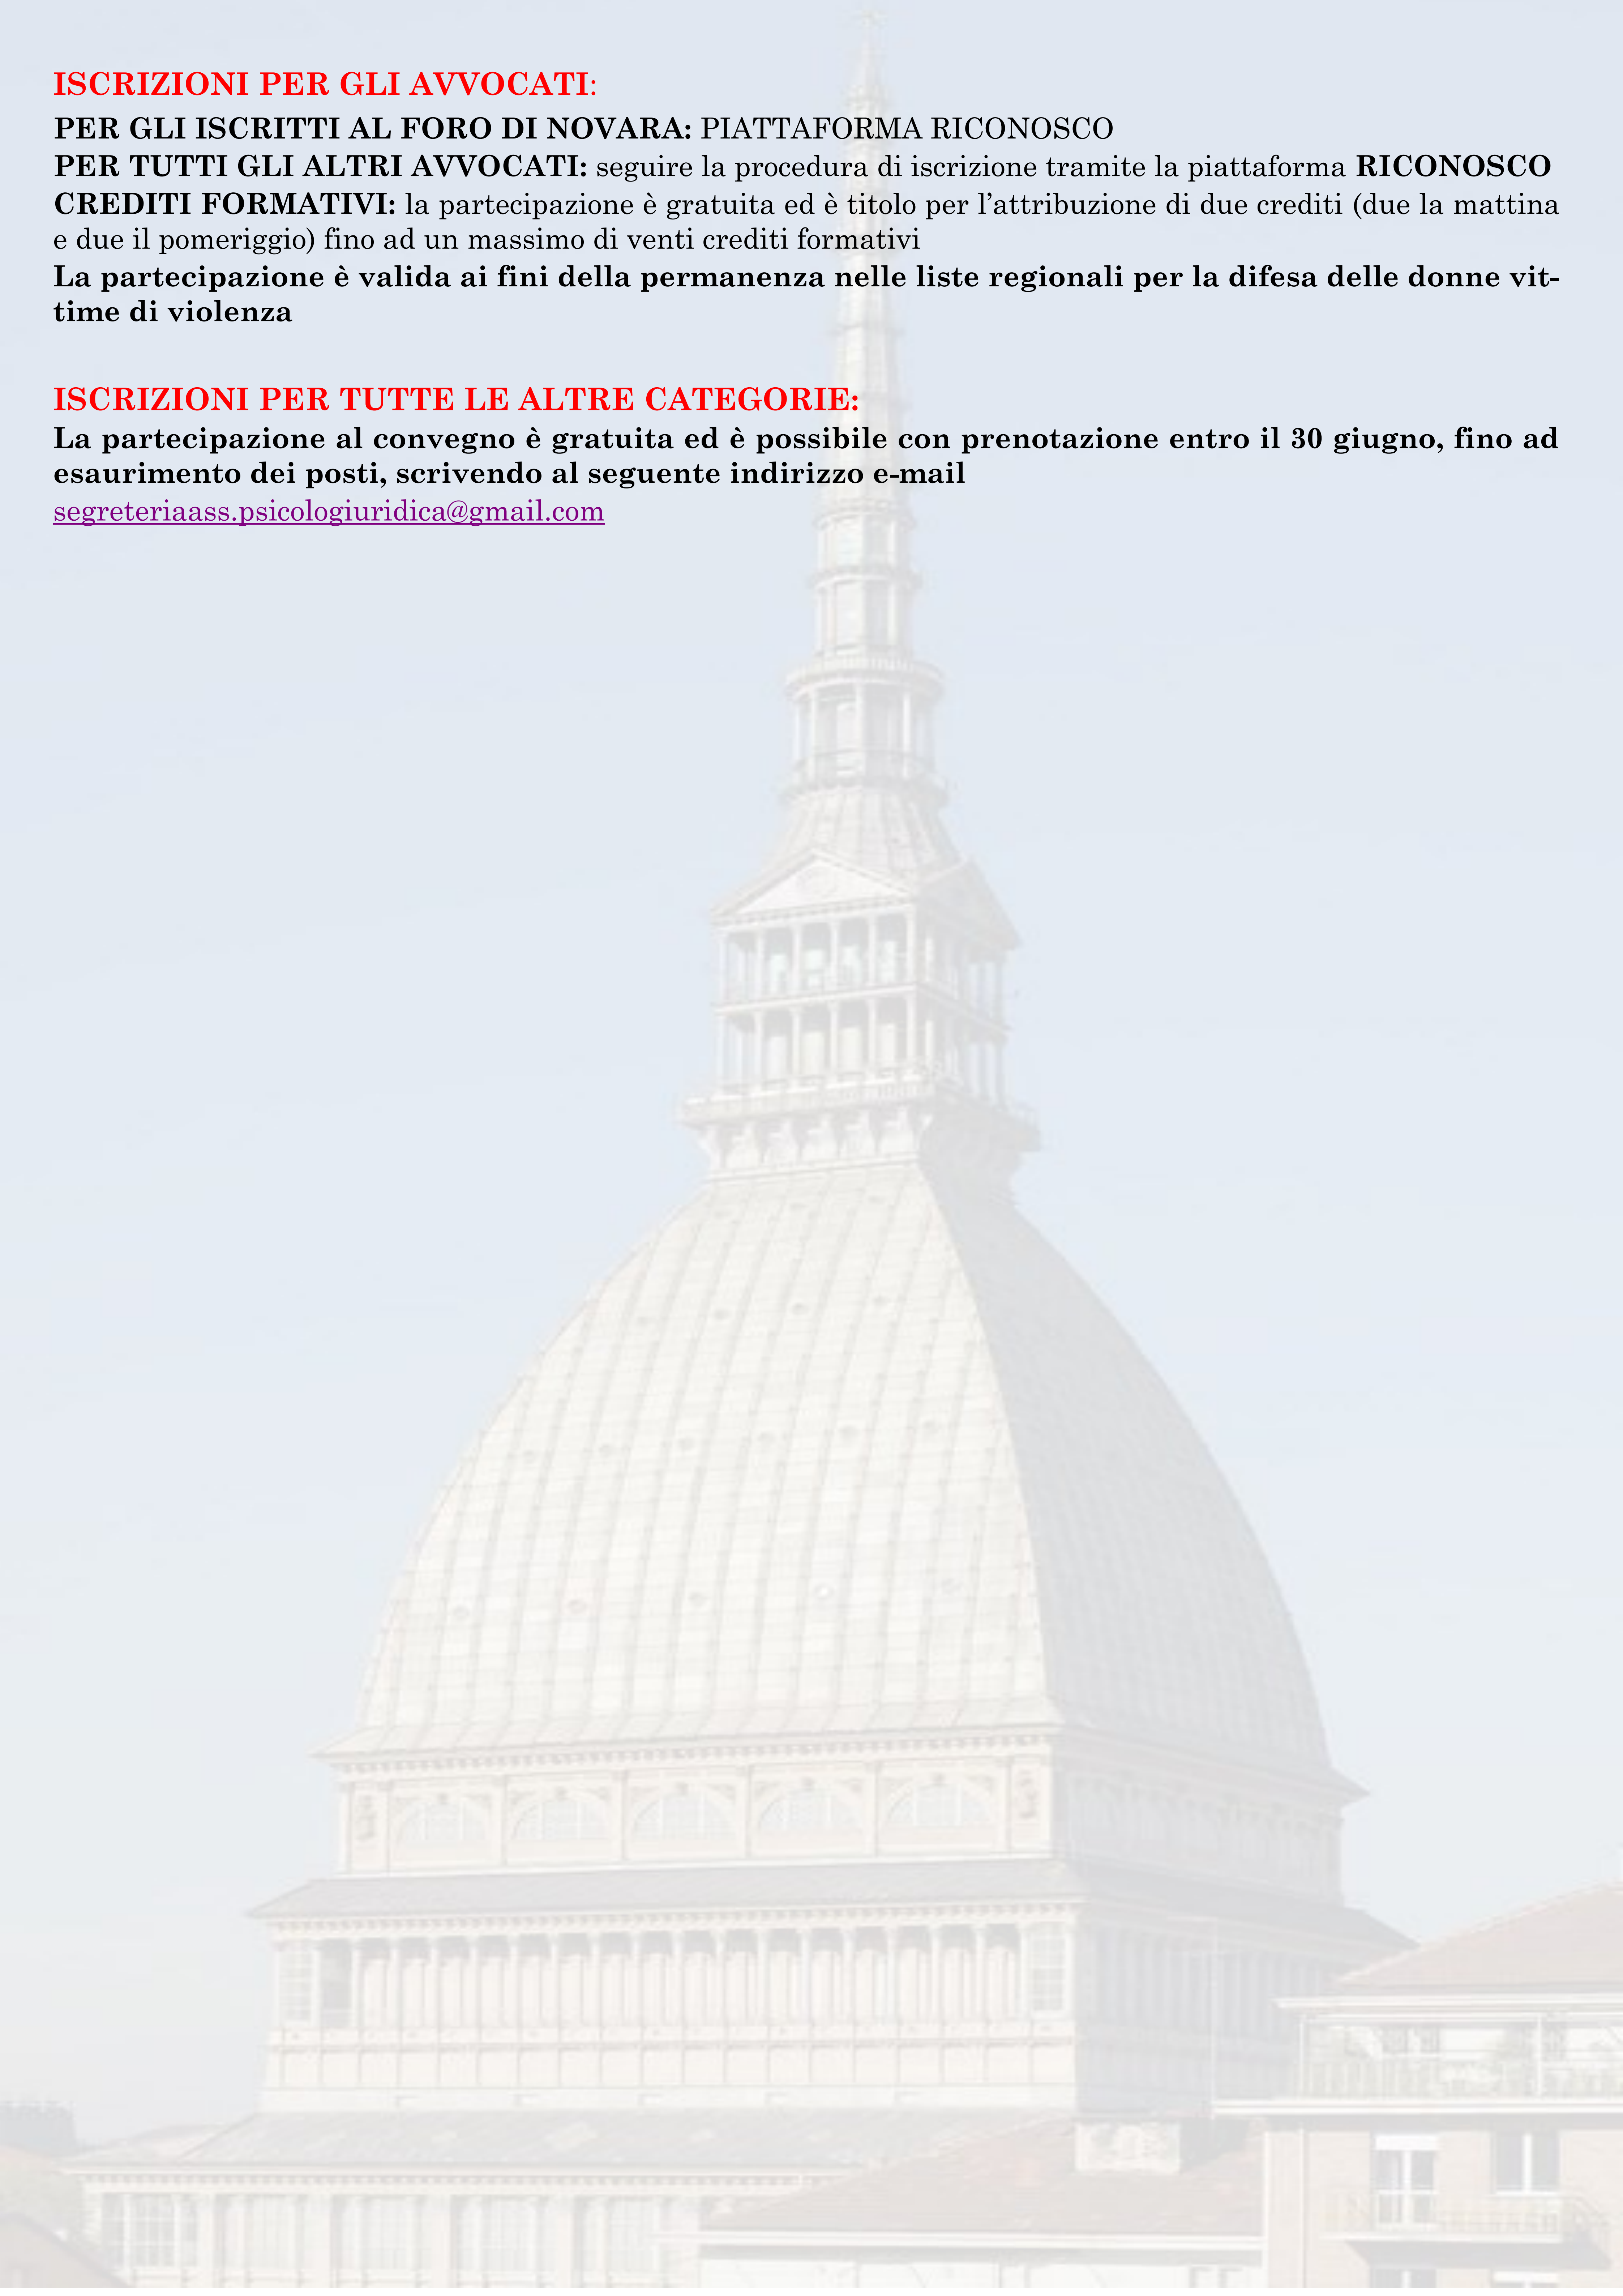 ISCRIZIONI PER GLI AVVOCATI:
PER GLI ISCRITTI AL FORO DI NOVARA: PIATTAFORMA RICONOSCO
PER TUTTI GLI ALTRI AVVOCATI: seguire la procedura di iscrizione tramite la piattaforma RICONOSCO
CREDITI FORMATIVI: la partecipazione è gratuita ed è titolo per l’attribuzione di due crediti (due la mattina
e due il pomeriggio) fino ad un massimo di venti crediti formativi
La partecipazione è valida ai fini della permanenza nelle liste regionali per la difesa delle donne vit-
time di violenza
ISCRIZIONI PER TUTTE LE ALTRE CATEGORIE:
La partecipazione al convegno è gratuita ed è possibile con prenotazione entro il 30 giugno, fino ad
esaurimento dei posti, scrivendo al seguente indirizzo e-mail
segreteriaass.psicologiuridica@gmail.com